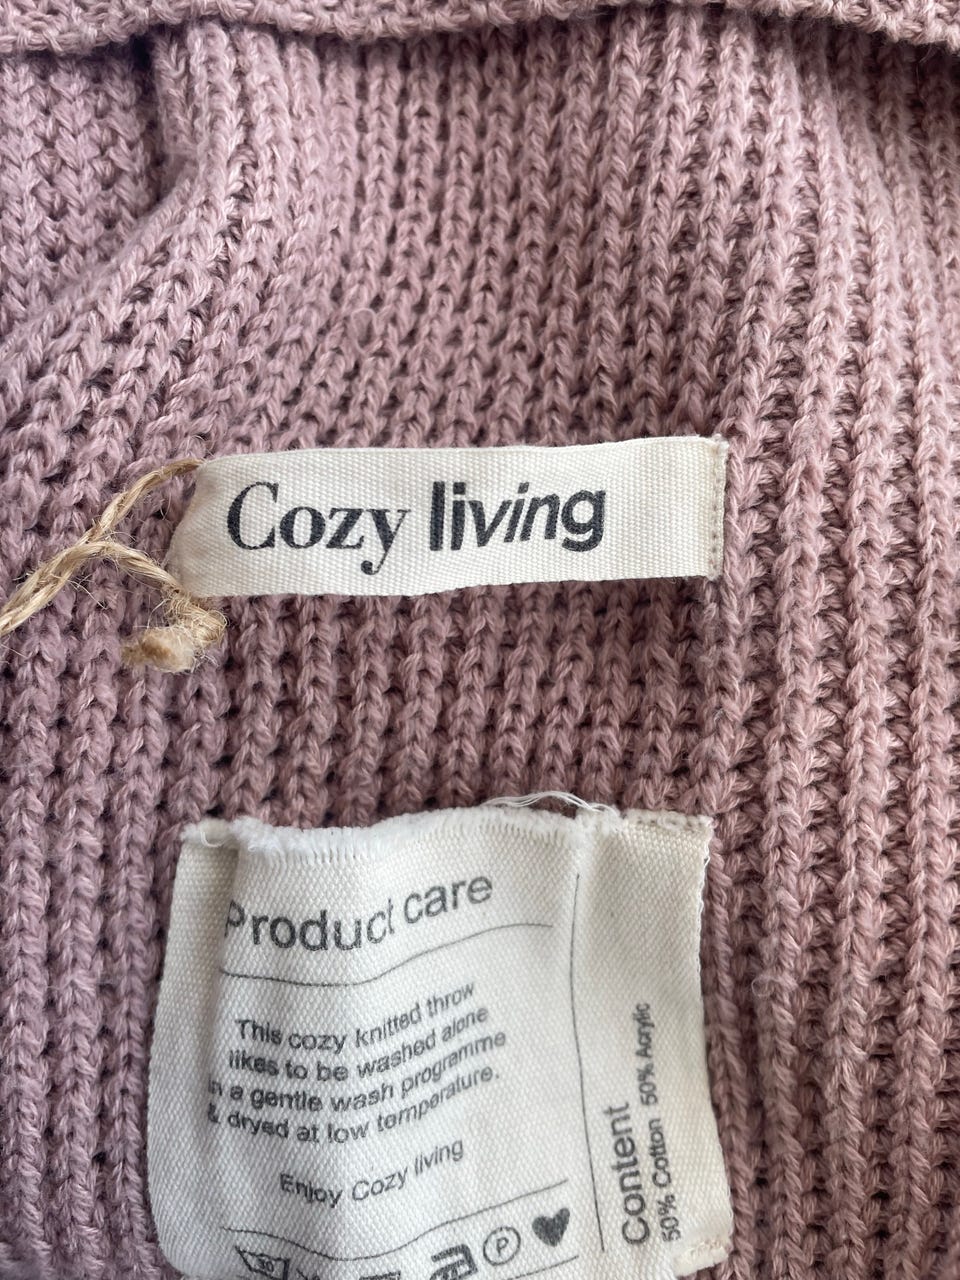 Cozy living
Product care
This cozy knitted throw
likes to be washed alone
in a gentle wash programme
& dryed at low temperature.
Enjoy Cozy living
30
P
Content
50% Cotton 50% Acrylic